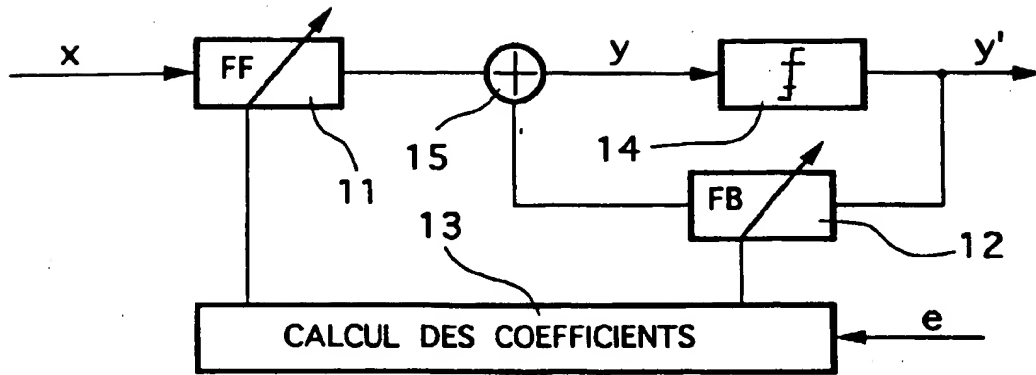 x
FF
y
y'
15
14
11
FB
13
12
CALCUL DES COEFFICIENTS
e